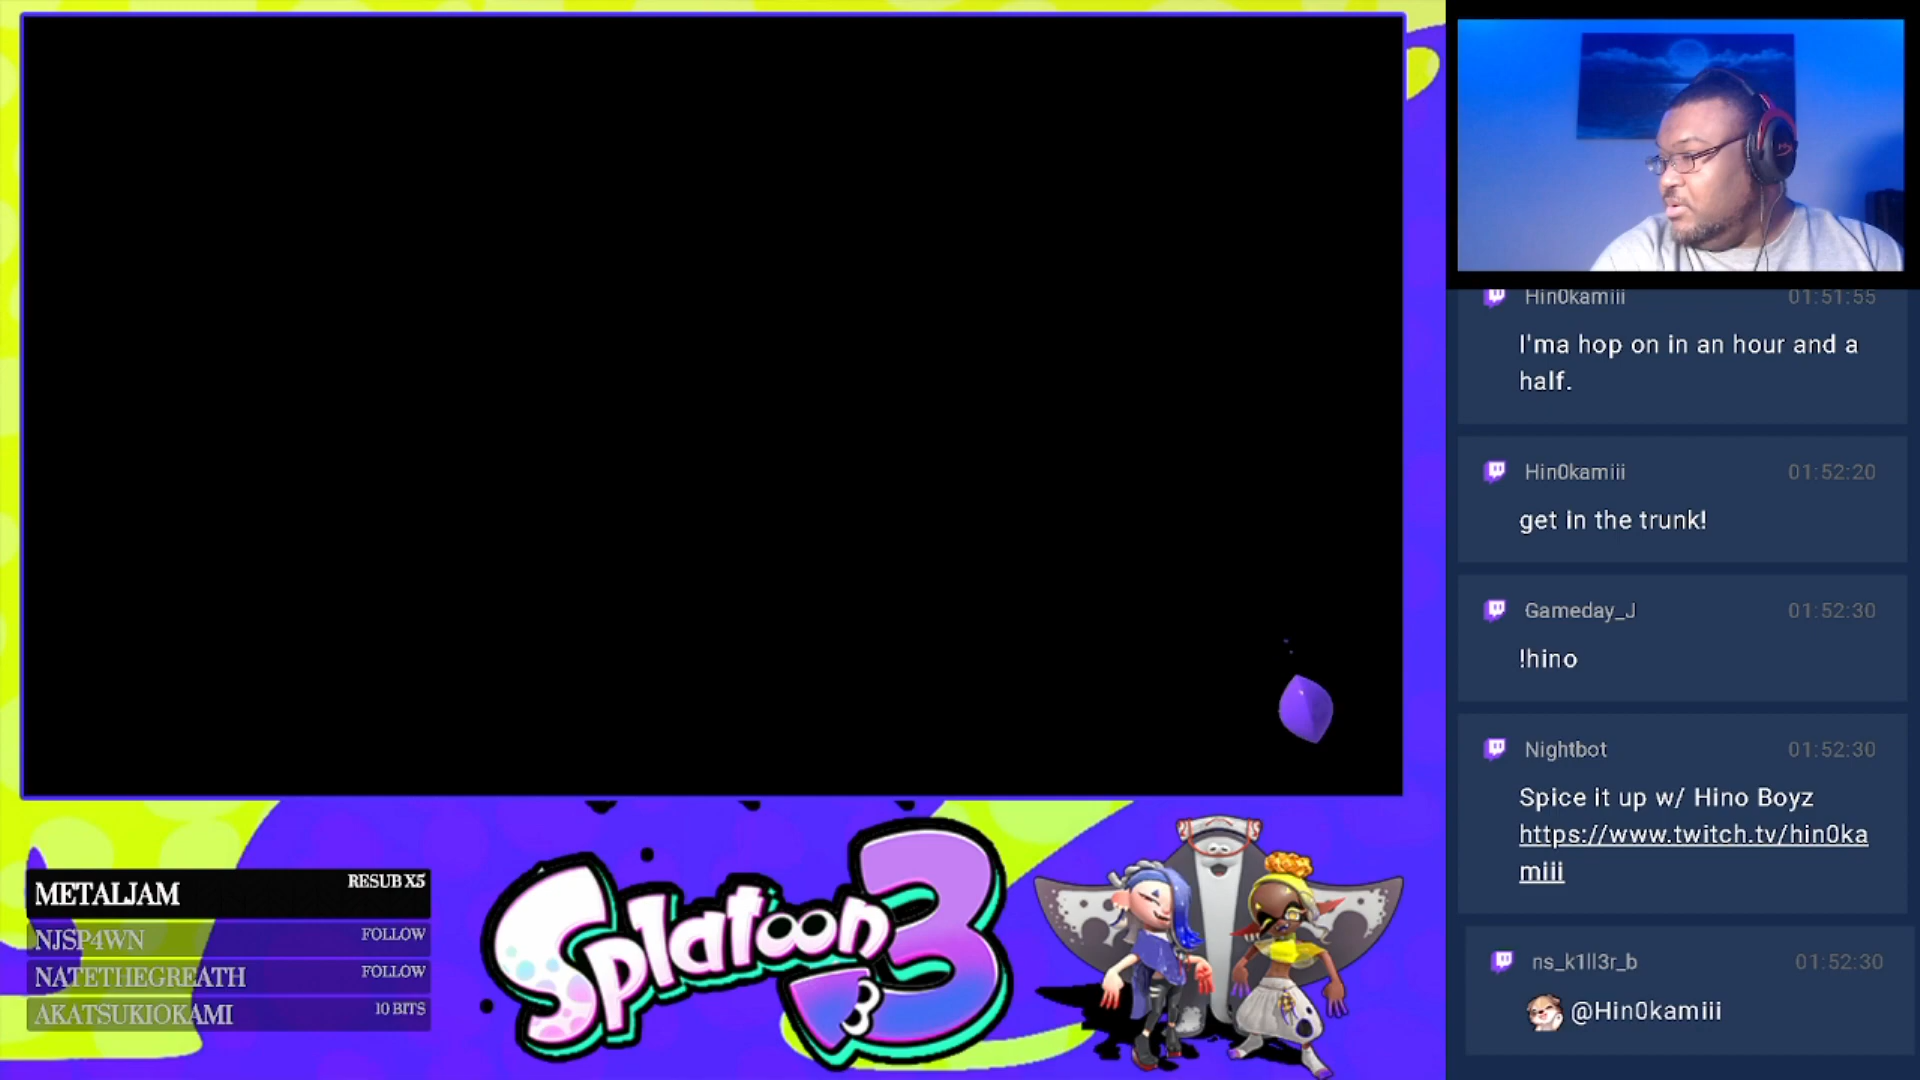 Hin0kamiii 01:51:55
I'ma hop on in an hour and a
half.
Hin0kamiii 01:52:20
get in the trunk!
Gameday_J 01:52:30
!hino
Nightbot 01:52:30
Spice it up w/ Hino Boyz
https://www.twitch.tv/hin0ka
miii
ns_k1ll3r_b 01:52:30
@Hin0kamiii
METALJAM RESUB X5
NJSP4WN FOLLOW
NATETHEGREATH FOLLOW
AKATSUKIOKAMI 10 BITS
Splatoon 3